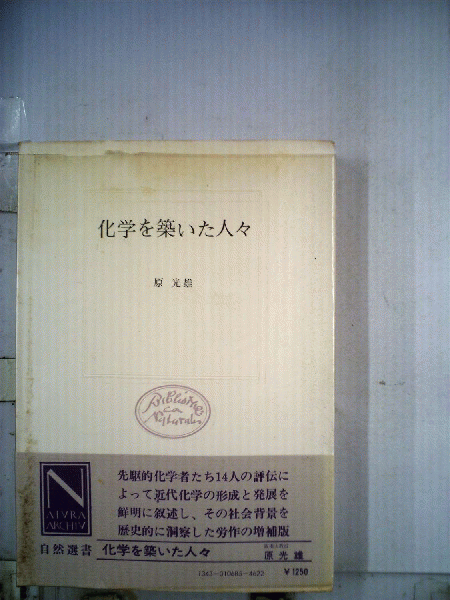 化学を築いた人々
原 光雄
先駆的化学者たち14人の評伝に
よって近代化学の形成と発展を
鮮明に叙述し、その社会背景を
歴史的に洞察した労作の増補版
N
ATVRA
ARCHIV
自然選書
化学を築いた人々
原 光雄
1343-310685-4622
￥1250